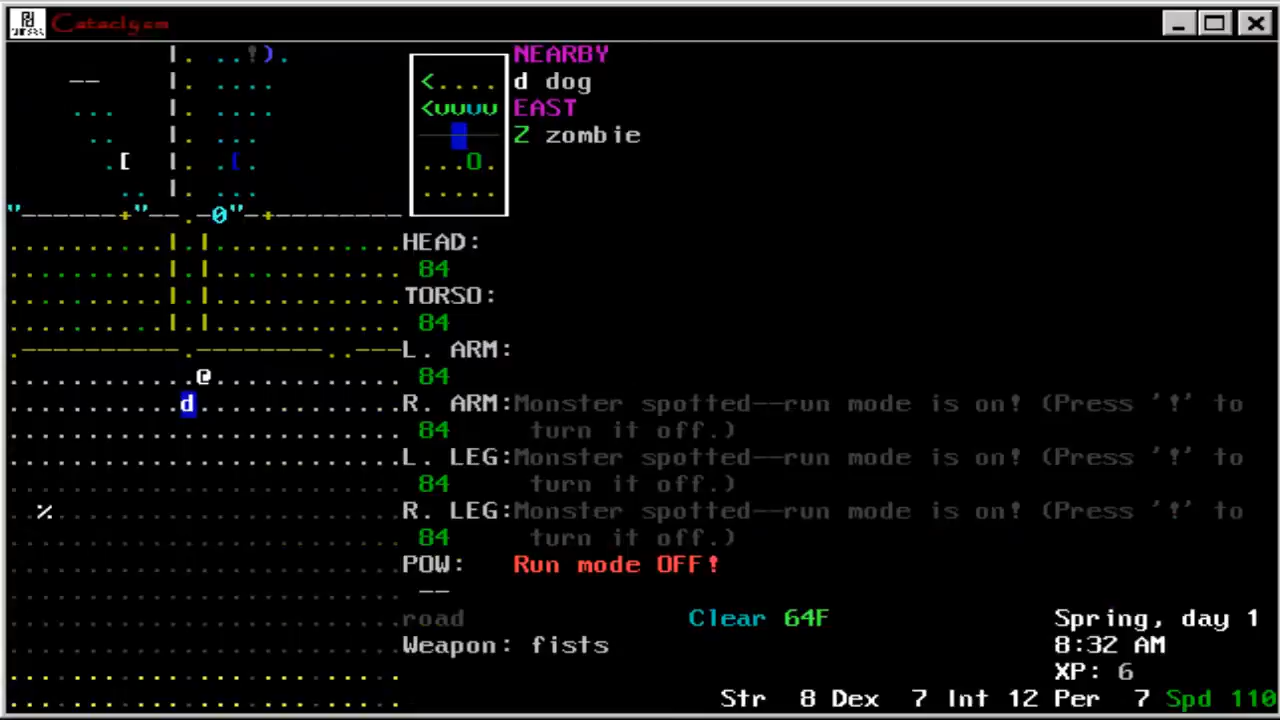 Cataclysm
NEARBY
d dog
EAST
Z zombie
HEAD:
84
TORSO:
84
L. ARM:
84
R. ARM:
84
L. LEG:
84
R. LEG:
84
POW:
--
Monster spotted--run mode is on! (Press '!' to
turn it off.)
Monster spotted--run mode is on! (Press '!' to
turn it off.)
Monster spotted--run mode is on! (Press '!' to
turn it off.)
Run mode OFF!
road
Clear 64F
Spring, day 1
Weapon: fists
8:32 AM
XP: 6
Str 8 Dex 7 Int 12 Per 7 Spd 110